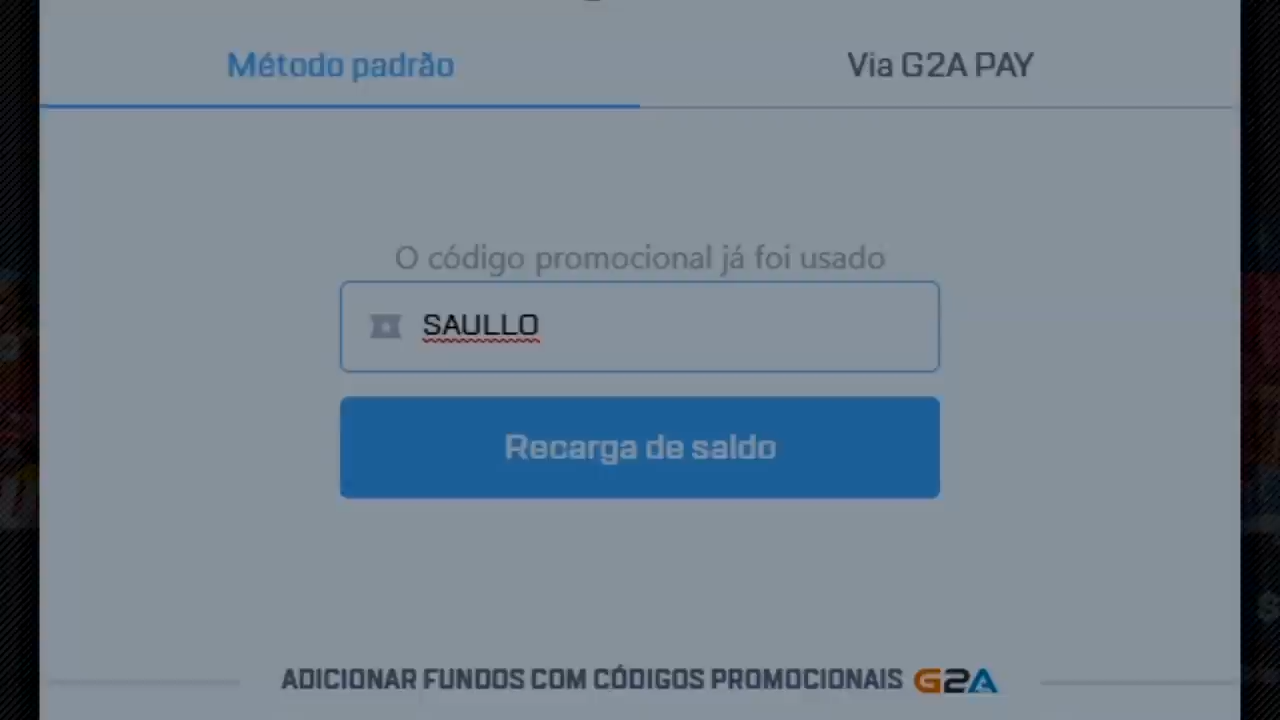 Método padrão
Via G2A PAY
O código promocional já foi usado
SAULLO
Recarga de saldo
ADICIONAR FUNDOS COM CÓDIGOS PROMOCIONAIS G2A
$